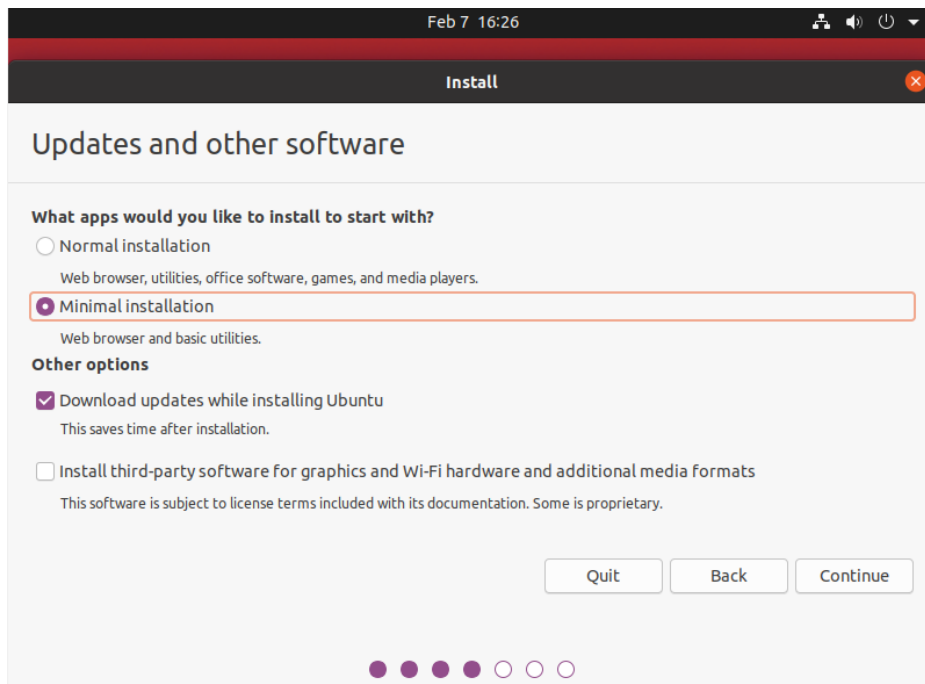 Feb 7 16:26
Install
Updates and other software
What apps would you like to install to start with?
Normal installation
Web browser, utilities, office software, games, and media players.
Minimal installation
Web browser and basic utilities.
Other options
Download updates while installing Ubuntu
This saves time after installation.
Install third-party software for graphics and Wi-Fi hardware and additional media formats
This software is subject to license terms included with its documentation. Some is proprietary.
Quit Back Continue